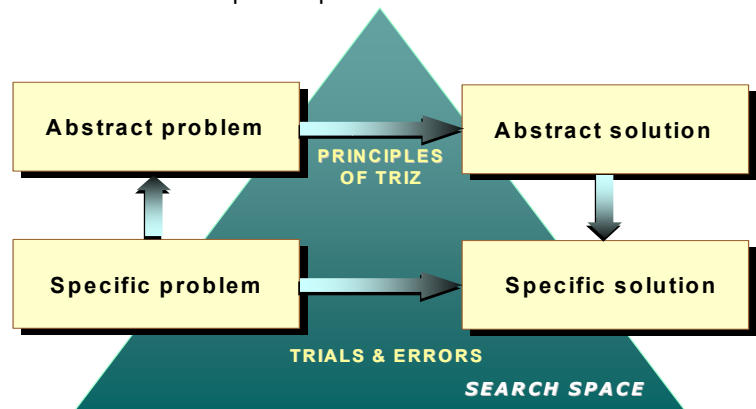 Abstract problem
Abstract solution
PRINCIPLES
OF TRIZ
Specific problem
Specific solution
TRIALS & ERRORS
SEARCH SPACE